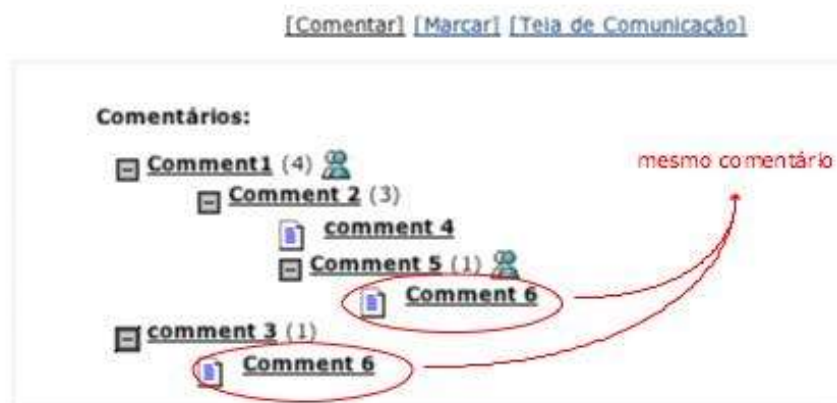 [Comentar] [Marcar] [Teia de Comunicação]
Comentários:
Comment1 (4)
mesmo comentário
Comment 2 (3)
comment 4
Comment 5 (1)
Comment 6
comment 3 (1)
Comment 6